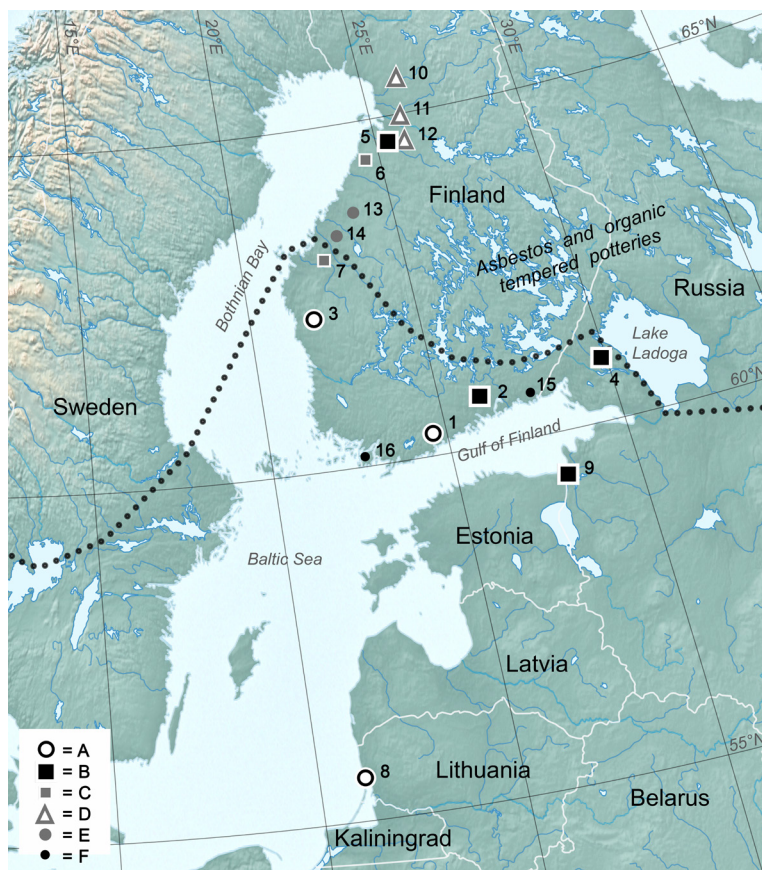 15°E
20°E
25°E
30°E
65°N
10
11
5
12
6
Finland
13
14
Asbestos and organic
tempered potteries
7
Bothnian Bay
Russia
3
Lake
Ladoga
4
60°N
2
15
Sweden
1
Gulf of Finland
16
9
Estonia
Baltic Sea
Latvia
55°N
8
Lithuania
Belarus
Kaliningrad
= A
= B
= C
= D
= E
= F